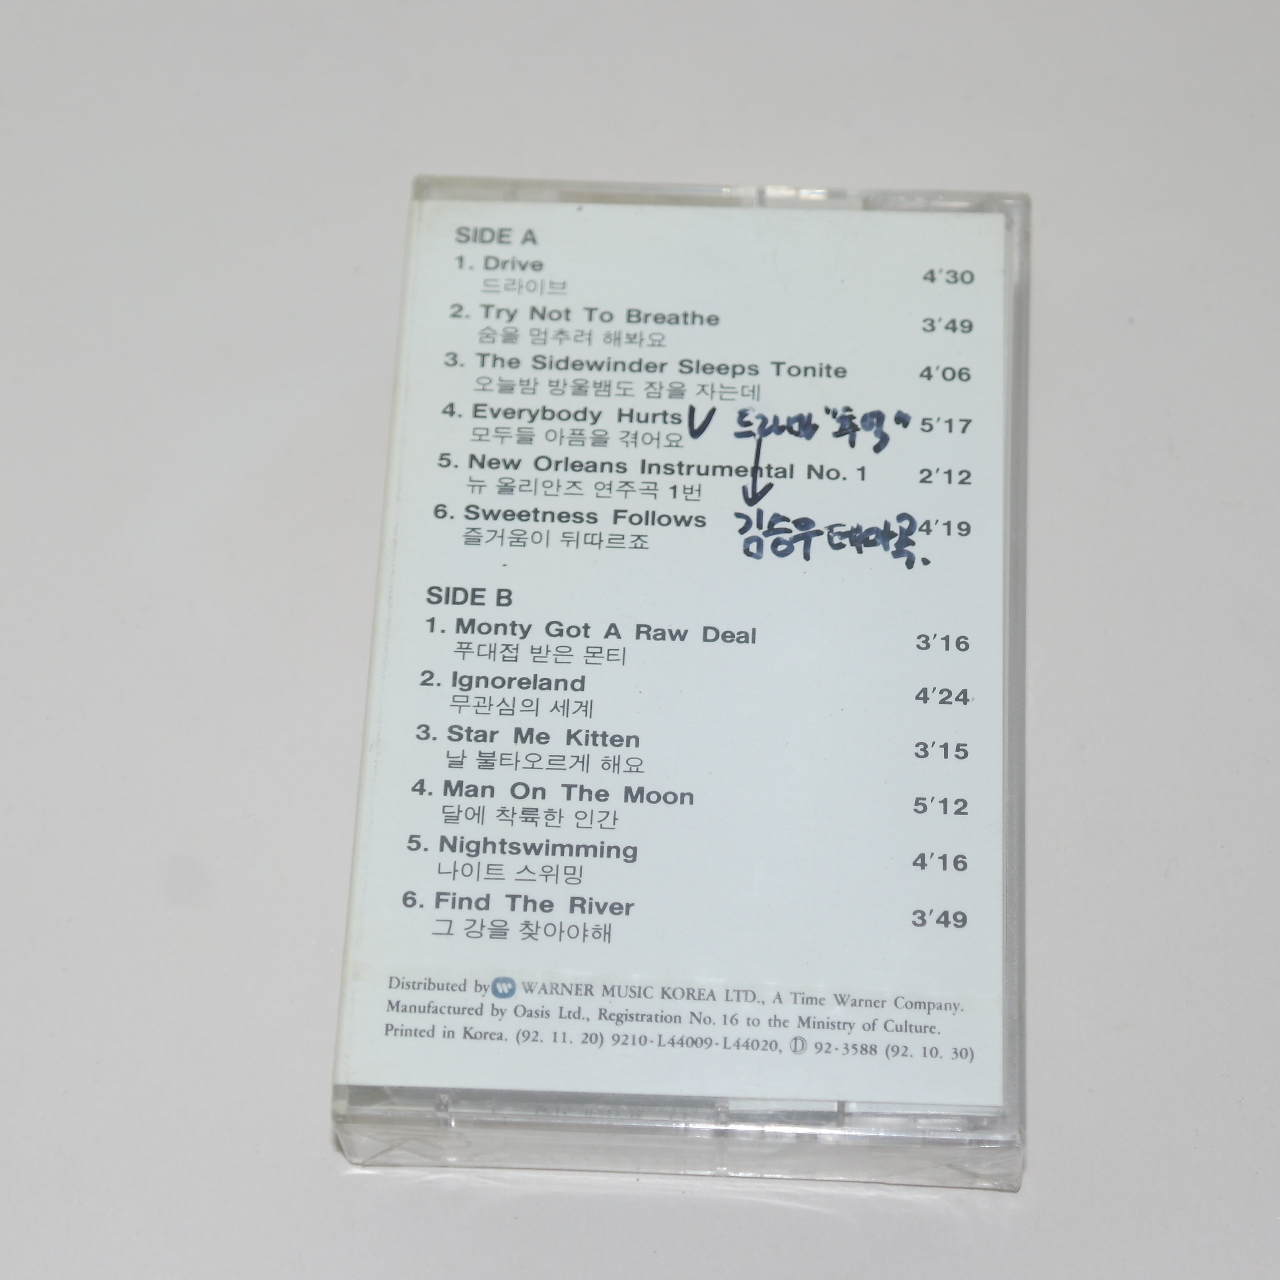 SIDE A
1. Drive 4'30
드라이브
2. Try Not To Breathe 3'49
숨을 멈추려 해봐요
3. The Sidewinder Sleeps Tonite 4'06
오늘밤 방울뱀도 잠을 자는데
4. Everybody Hurts V 드라마 "추억" 5'17
모두들 아픔을 겪어요
5. New Orleans Instrumental No. 1 2'12
뉴 올리안즈 연주곡 1번
6. Sweetness Follows 김승우 테마곡. 4'19
즐거움이 뒤따르죠
SIDE B
1. Monty Got A Raw Deal 3'16
푸대접 받은 몬티
2. Ignoreland 4'24
무관심의 세계
3. Star Me Kitten 3'15
날 불타오르게 해요
4. Man On The Moon 5'12
달에 착륙한 인간
5. Nightswimming 4'16
나이트 스위밍
6. Find The River 3'49
그 강을 찾아야해
Distributed by WARNER MUSIC KOREA LTD., A Time Warner Company.
Manufactured by Oasis Ltd., Registration No. 16 to the Ministry of Culture.
Printed in Korea. (92. 11. 20) 9210-L44009-L44020, Ⓓ 92-3588 (92. 10. 30)